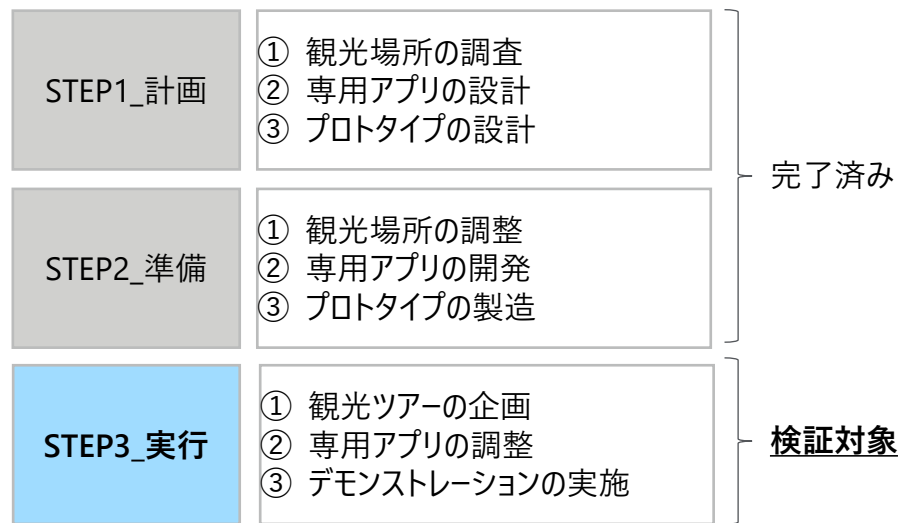 STEP1_計画
① 観光場所の調査
② 専用アプリの設計
③ プロトタイプの設計
完了済み
STEP2_準備
① 観光場所の調整
② 専用アプリの開発
③ プロトタイプの製造
STEP3_実行
① 観光ツアーの企画
② 専用アプリの調整
③ デモンストレーションの実施
検証対象